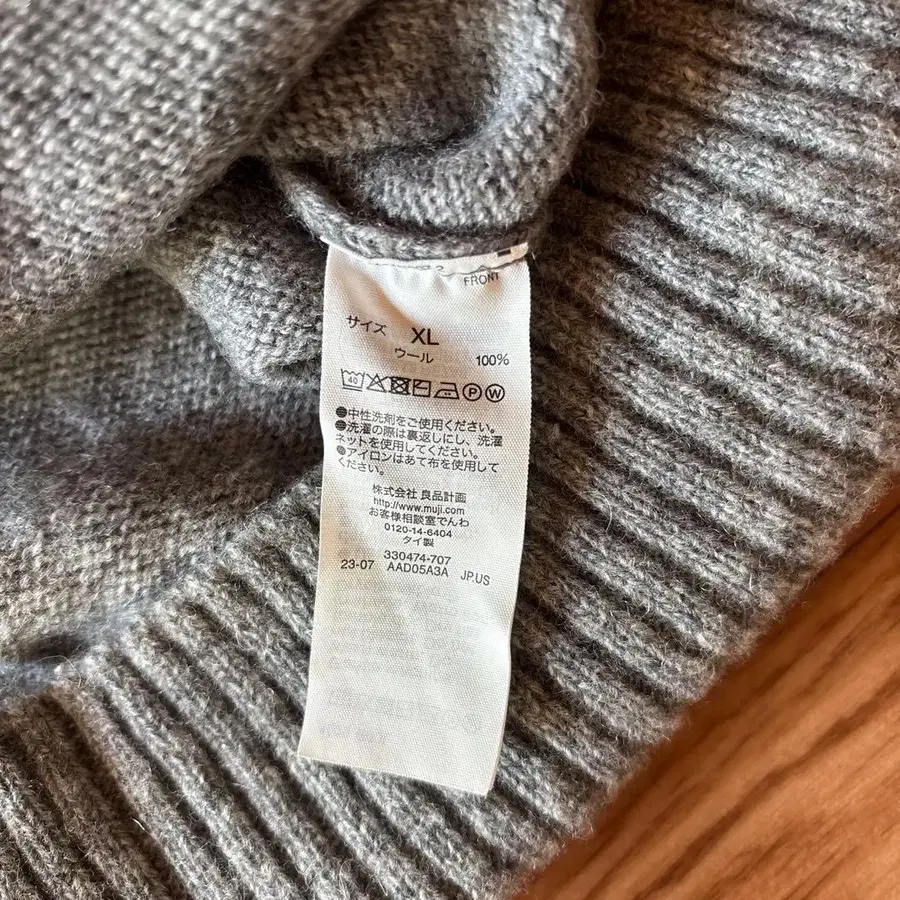 FRONT
サイズ XL
ウール 100%
40
P W
●中性洗剤をご使用ください。
●洗濯の際は裏返しにし、洗濯
ネットを使用してください。
●アイロンはあて布を使用して
ください。
株式会社 良品計画
http://www.muji.com
お客様相談室でんわ
0120-14-6404
タイ製
330474-707
23-07 AAD05A3A JP.US